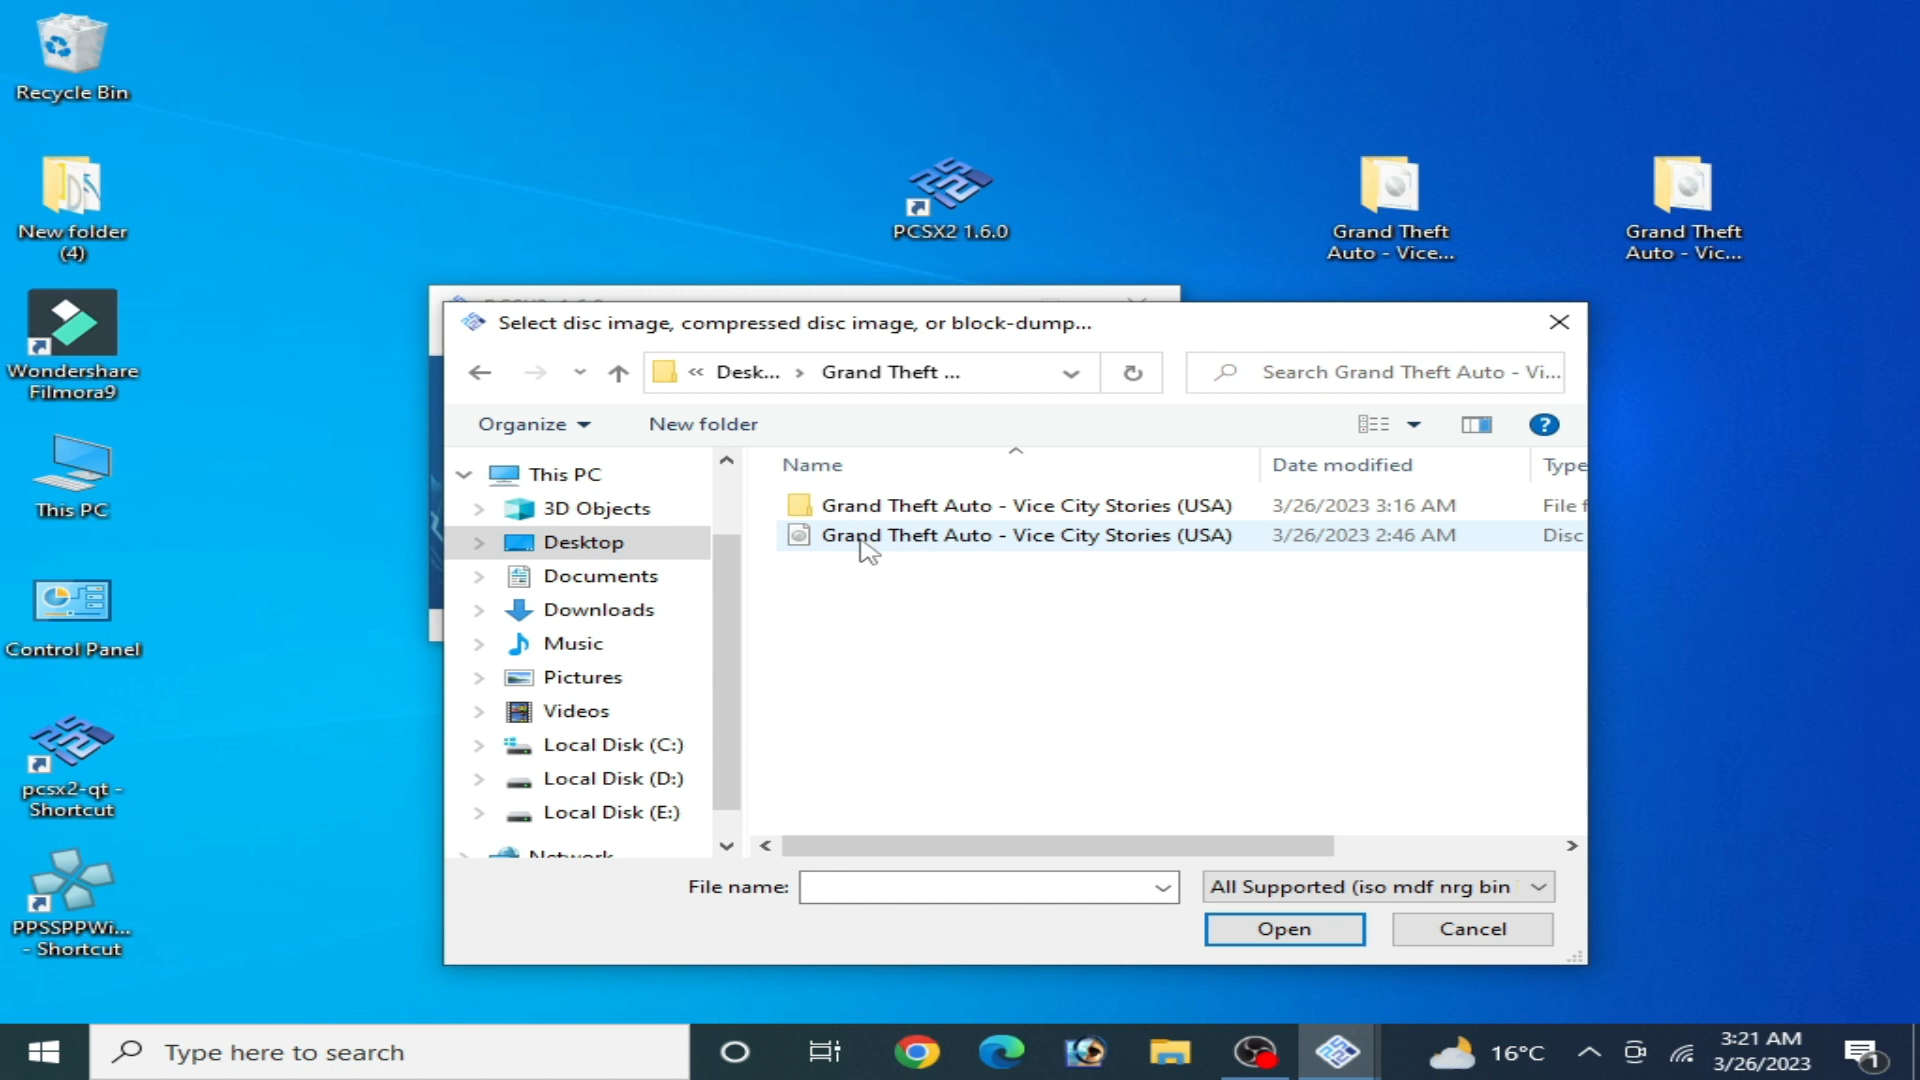 Recycle Bin
New folder
(4)
Wondershare
Filmora9
This PC
Control Panel
pcsx2-qt -
Shortcut
PPSSPPWi...
- Shortcut
PCSX2 1.6.0
Grand Theft
Auto - Vice...
Grand Theft
Auto - Vic...
Select disc image, compressed disc image, or block-dump...
« Desk... › Grand Theft ...
Search Grand Theft Auto - Vi...
Organize
New folder
?
This PC
3D Objects
Desktop
Documents
Downloads
Music
Pictures
Videos
Local Disk (C:)
Local Disk (D:)
Local Disk (E:)
Network
Name Date modified Type
Grand Theft Auto - Vice City Stories (USA) 3/26/2023 3:16 AM File f
Grand Theft Auto - Vice City Stories (USA) 3/26/2023 2:46 AM Disc
File name:
All Supported (iso mdf nrg bin
Open
Cancel
Type here to search
16°C
3:21 AM
3/26/2023
1